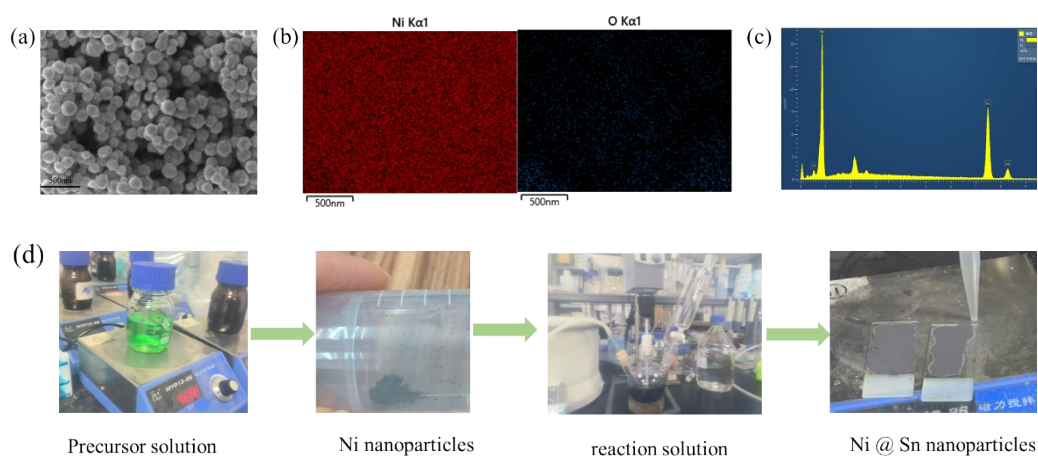 (a)
(b)
Ni Kα1
O Kα1
(c)
500nm
500nm
500nm
(d)
Precursor solution
Ni nanoparticles
reaction solution
Ni @ Sn nanoparticles